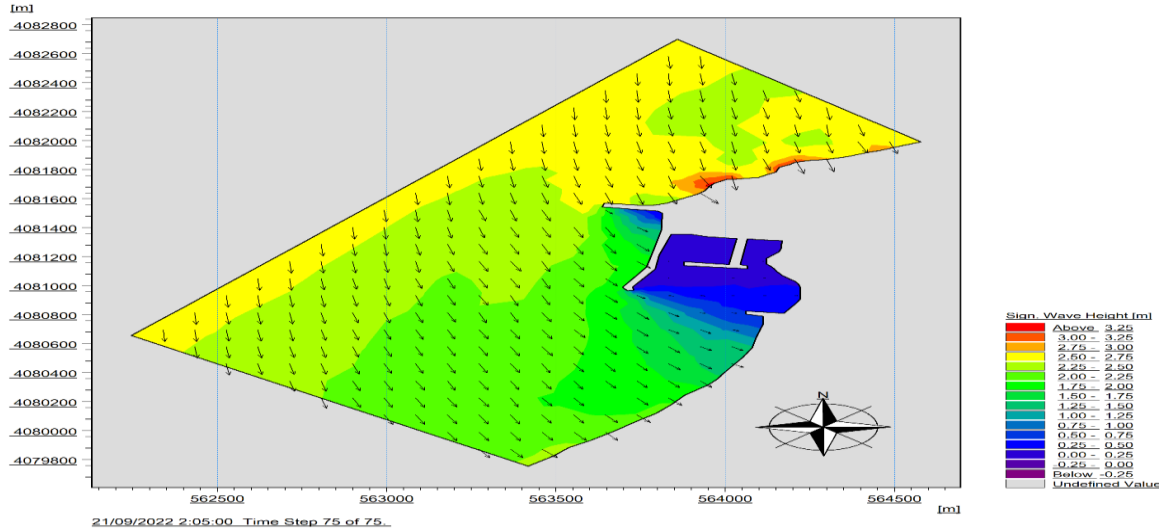 [m]
4082800
4082600
4082400
4082200
4082000
4081800
4081600
4081400
4081200
4081000
4080800
4080600
4080400
4080200
4080000
4079800
562500 563000 563500 564000 564500
[m]
21/09/2022 2:05:00 Time Step 75 of 75.
N
Sign. Wave Height [m]
Above 3.25
3.00 - 3.25
2.75 - 3.00
2.50 - 2.75
2.25 - 2.50
2.00 - 2.25
1.75 - 2.00
1.50 - 1.75
1.25 - 1.50
1.00 - 1.25
0.75 - 1.00
0.50 - 0.75
0.25 - 0.50
0.00 - 0.25
-0.25 - 0.00
Below -0.25
Undefined Value